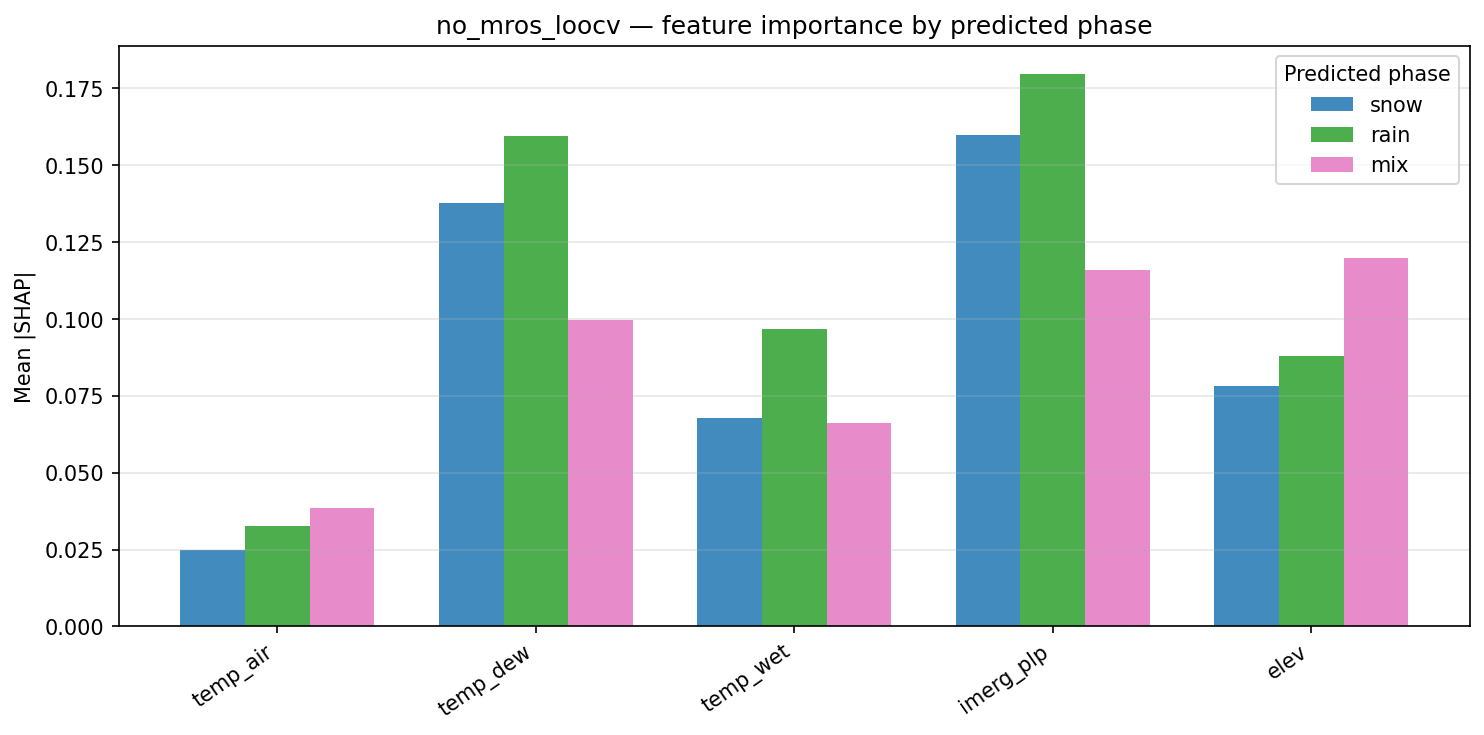 no_mros_loocv — feature importance by predicted phase
Mean |SHAP|
0.175
0.150
0.125
0.100
0.075
0.050
0.025
0.000
Predicted phase
snow
rain
mix
temp_air
temp_dew
temp_wet
imerg_plp
elev